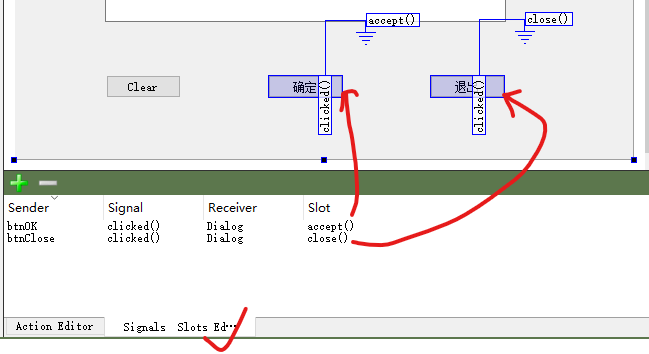 accept()
close()
Clear
确定
退出
clicked()
clicked()
Sender Signal Receiver Slot
btnOK clicked() Dialog accept()
btnClose clicked() Dialog close()
Action Editor Signals Slots Ed…